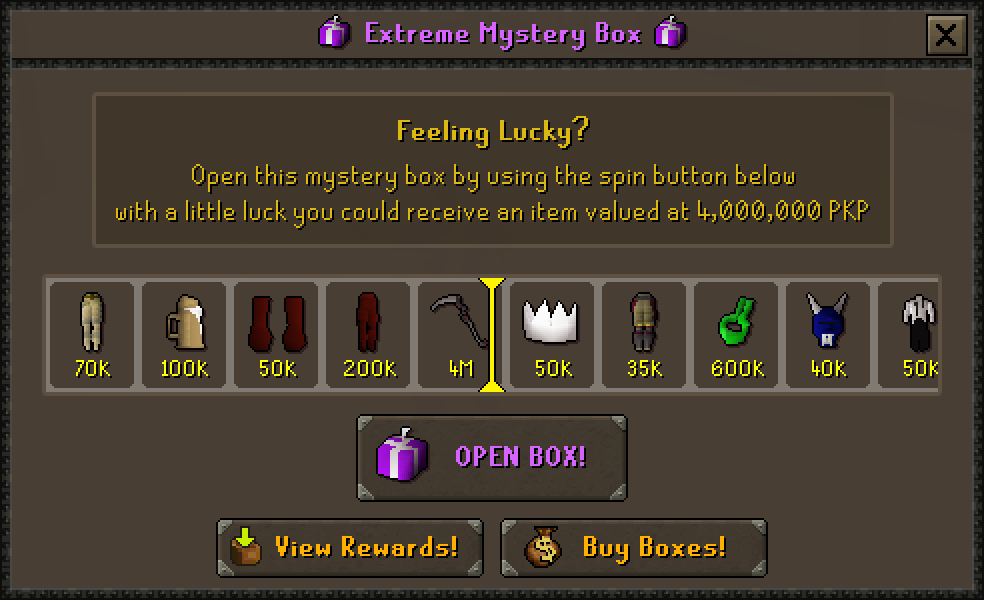 Extreme Mystery Box
Feeling Lucky?
Open this mystery box by using the spin button below
with a little luck you could receive an item valued at 4,000,000 PKP
70K 100K 50K 200K 4M 50K 35K 600K 40K 50K
OPEN BOX!
View Rewards! Buy Boxes!